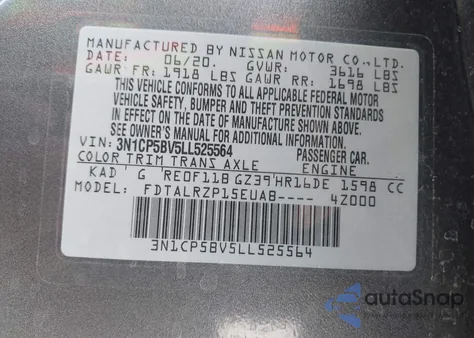 MANUFACTURED BY NISSAN MOTOR CO., LTD.
DATE: 06/20. GVWR: 3616 LBS
GAWR FR: 1918 LBS GAWR RR: 1698 LBS
THIS VEHICLE CONFORMS TO ALL APPLICABLE FEDERAL MOTOR
VEHICLE SAFETY, BUMPER AND THEFT PREVENTION
STANDARDS IN EFFECT ON THE
DATE OF MANUFACTURE SHOWN ABOVE.
SEE OWNER'S MANUAL FOR ADDITIONAL INFORMATION.
VIN: 3N1CP5BV5LL525564 PASSENGER CAR.
COLOR TRIM TRANS AXLE ENGINE
KAD G RE0F11B GZ39 HR16DE 1598 CC
MODEL: FDTALRZP15EUAB---- 4Z000
3N1CP5BV5LL525564
autoSnap